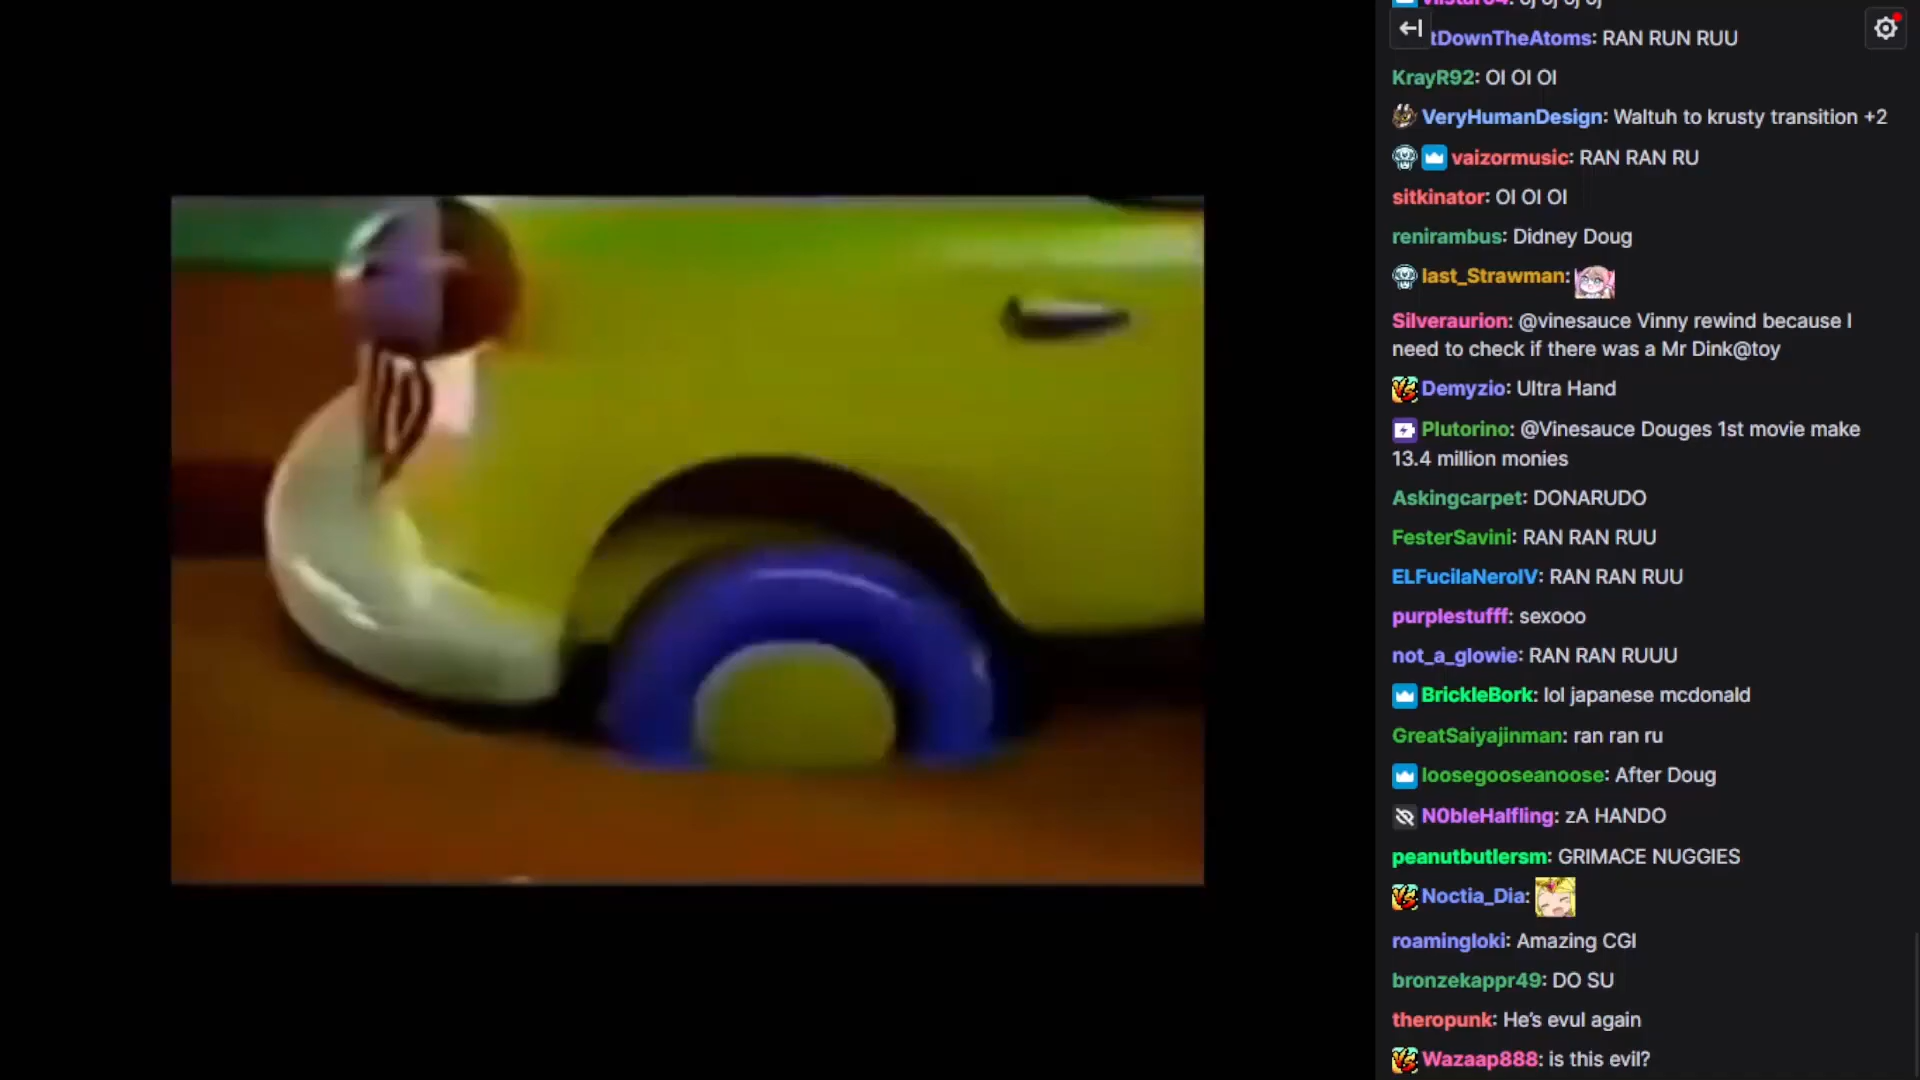 tDownTheAtoms: RAN RUN RUU
KrayR92: OI OI OI
VeryHumanDesign: Waltuh to krusty transition +2
vaizormusic: RAN RAN RU
sitkinator: OI OI OI
renirambus: Didney Doug
last_Strawman:
Silveraurion: @vinesauce Vinny rewind because I
need to check if there was a Mr Dink@toy
Demyzio: Ultra Hand
Plutorino: @Vinesauce Douges 1st movie make
13.4 million monies
Askingcarpet: DONARUDO
FesterSavini: RAN RAN RUU
ELFucilaNeroIV: RAN RAN RUU
purplestufff: sexooo
not_a_glowie: RAN RAN RUUU
BrickleBork: lol japanese mcdonald
GreatSaiyajinman: ran ran ru
loosegooseanoose: After Doug
N0bleHalfling: zA HANDO
peanutbutlersm: GRIMACE NUGGIES
Noctia_Dia:
roamingloki: Amazing CGI
bronzekappr49: DO SU
theropunk: He's evul again
Wazaap888: is this evil?